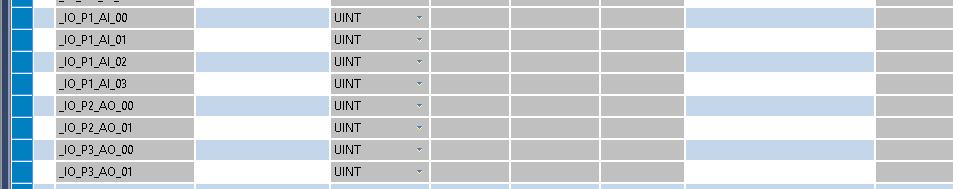 _IO_P1_AI_00 UINT
_IO_P1_AI_01 UINT
_IO_P1_AI_02 UINT
_IO_P1_AI_03 UINT
_IO_P2_AO_00 UINT
_IO_P2_AO_01 UINT
_IO_P3_AO_00 UINT
_IO_P3_AO_01 UINT